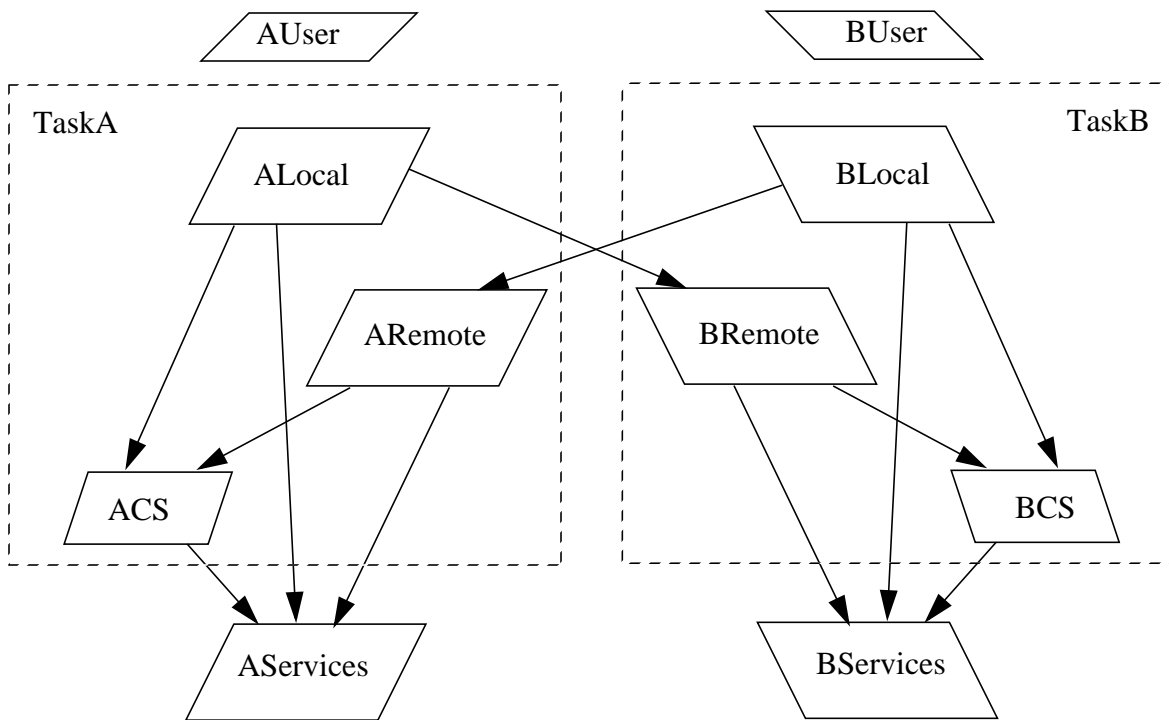 AUser
BUser
TaskA
TaskB
ALocal
BLocal
ARemote
BRemote
ACS
BCS
AServices
BServices